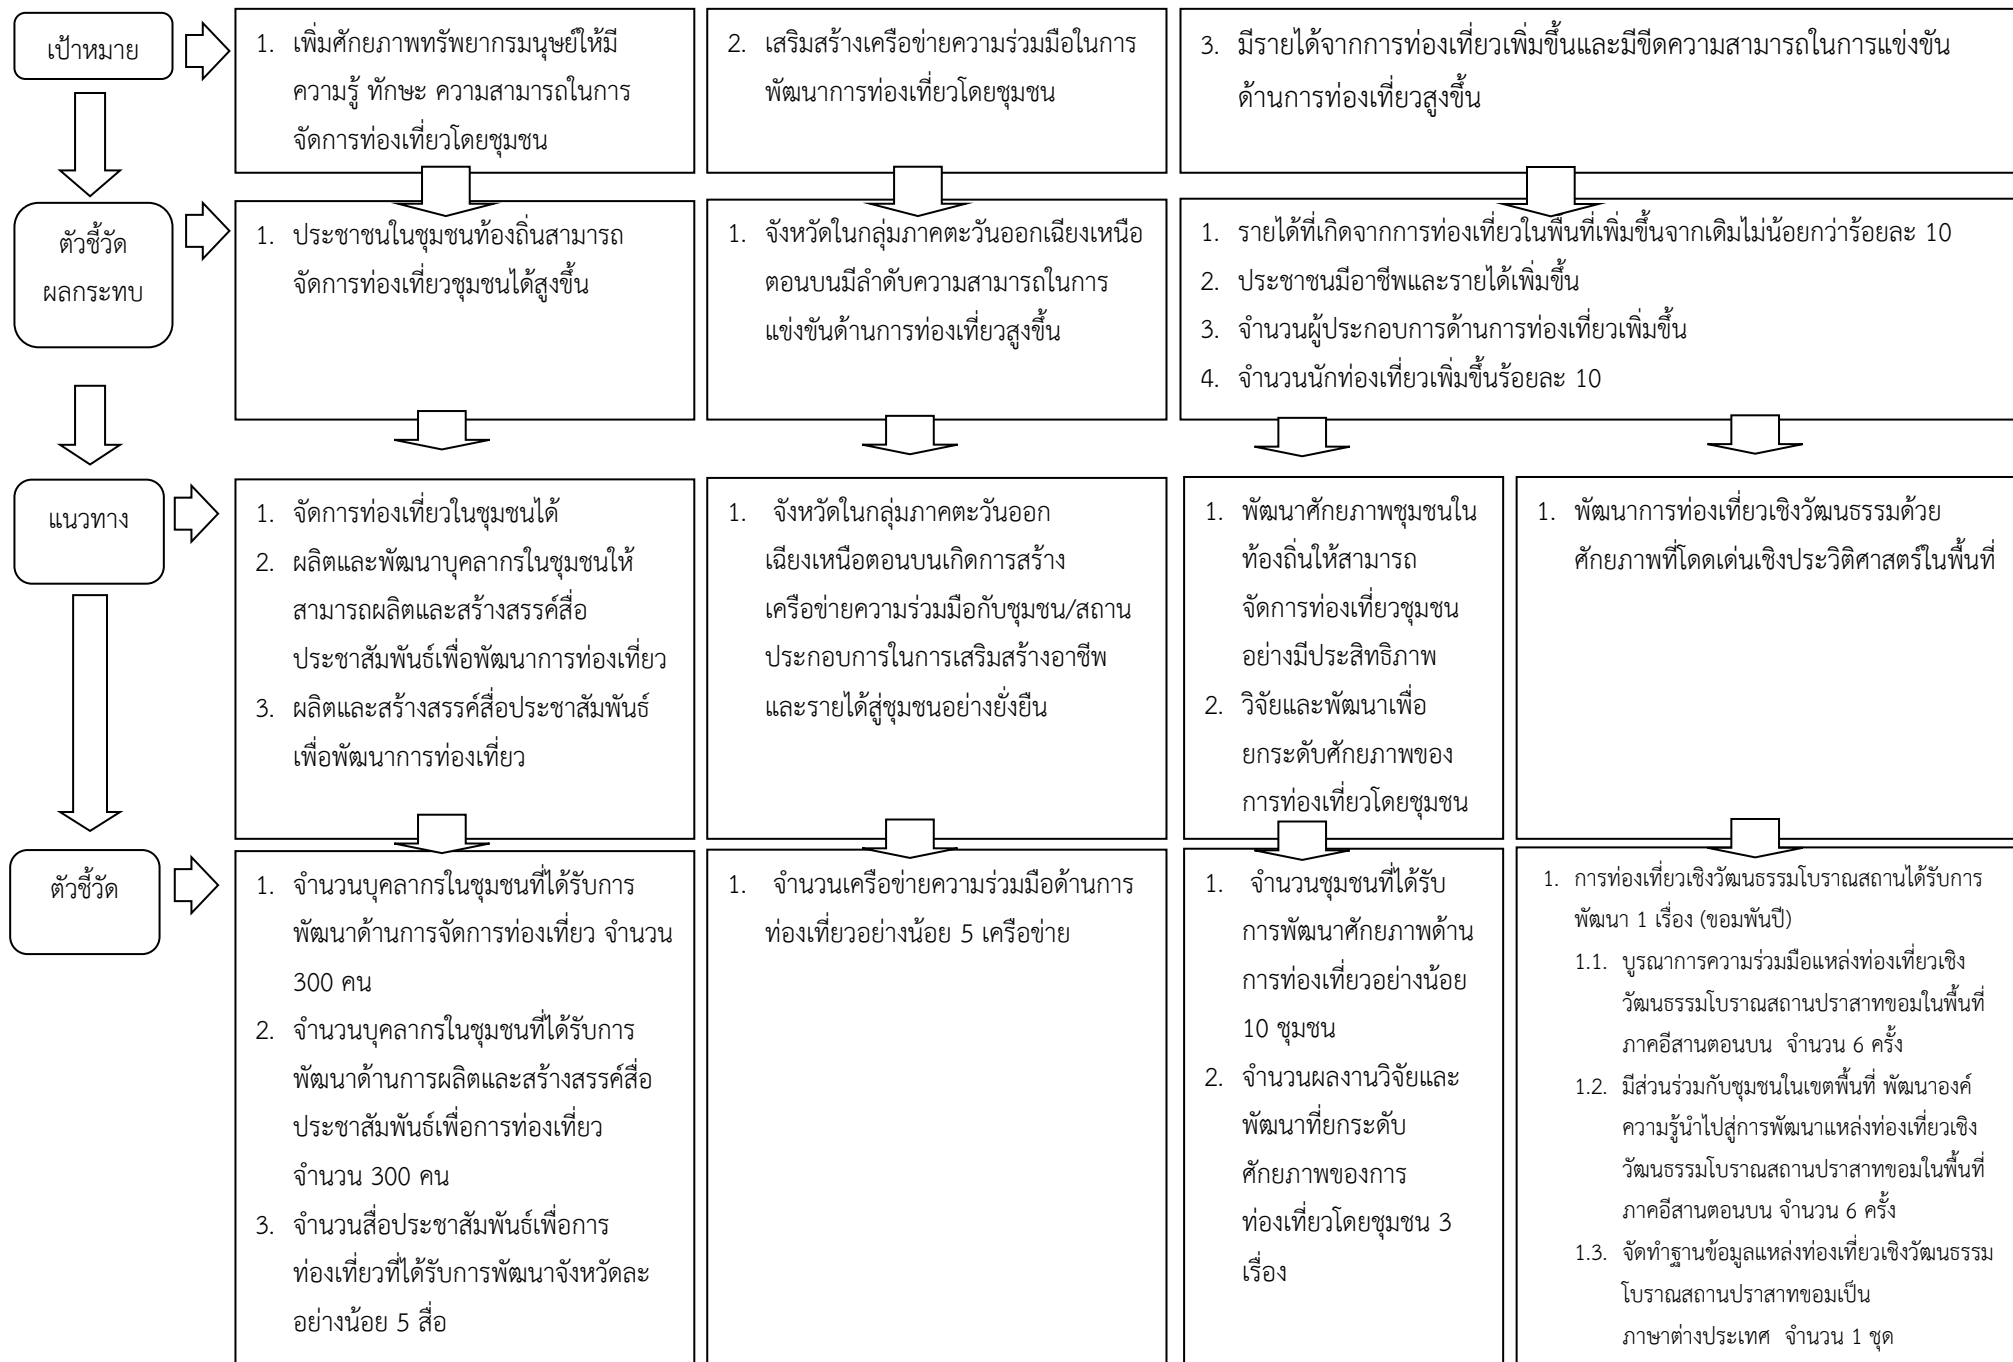 เป้าหมาย
1. เพิ่มศักยภาพทรัพยากรมนุษย์ให้มี
ความรู้ ทักษะ ความสามารถในการ
จัดการท่องเที่ยวโดยชุมชน
2. เสริมสร้างเครือข่ายความร่วมมือในการ
พัฒนาการท่องเที่ยวโดยชุมชน
3. มีรายได้จากการท่องเที่ยวเพิ่มขึ้นและมีขีดความสามารถในการแข่งขัน
ด้านการท่องเที่ยวสูงขึ้น
ตัวชี้วัด
ผลกระทบ
1. ประชาชนในชุมชนท้องถิ่นสามารถ
จัดการท่องเที่ยวชุมชนได้สูงขึ้น
1. จังหวัดในกลุ่มภาคตะวันออกเฉียงเหนือ
ตอนบนมีลำดับความสามารถในการ
แข่งขันด้านการท่องเที่ยวสูงขึ้น
1. รายได้ที่เกิดจากการท่องเที่ยวในพื้นที่เพิ่มขึ้นจากเดิมไม่น้อยกว่าร้อยละ 10
2. ประชาชนมีอาชีพและรายได้เพิ่มขึ้น
3. จำนวนผู้ประกอบการด้านการท่องเที่ยวเพิ่มขึ้น
4. จำนวนนักท่องเที่ยวเพิ่มขึ้นร้อยละ 10
แนวทาง
1. จัดการท่องเที่ยวในชุมชนได้
2. ผลิตและพัฒนาบุคลากรในชุมชนให้
สามารถผลิตและสร้างสรรค์สื่อ
ประชาสัมพันธ์เพื่อพัฒนาการท่องเที่ยว
3. ผลิตและสร้างสรรค์สื่อประชาสัมพันธ์
เพื่อพัฒนาการท่องเที่ยว
1. จังหวัดในกลุ่มภาคตะวันออก
เฉียงเหนือตอนบนเกิดการสร้าง
เครือข่ายความร่วมมือกับชุมชน/สถาน
ประกอบการในการเสริมสร้างอาชีพ
และรายได้สู่ชุมชนอย่างยั่งยืน
1. พัฒนาศักยภาพชุมชนใน
ท้องถิ่นให้สามารถ
จัดการท่องเที่ยวชุมชน
อย่างมีประสิทธิภาพ
2. วิจัยและพัฒนาเพื่อ
ยกระดับศักยภาพของ
การท่องเที่ยวโดยชุมชน
1. พัฒนาการท่องเที่ยวเชิงวัฒนธรรมด้วย
ศักยภาพที่โดดเด่นเชิงประวิติศาสตร์ในพื้นที่
ตัวชี้วัด
1. จำนวนบุคลากรในชุมชนที่ได้รับการ
พัฒนาด้านการจัดการท่องเที่ยว จำนวน
300 คน
2. จำนวนบุคลากรในชุมชนที่ได้รับการ
พัฒนาด้านการผลิตและสร้างสรรค์สื่อ
ประชาสัมพันธ์เพื่อการท่องเที่ยว
จำนวน 300 คน
3. จำนวนสื่อประชาสัมพันธ์เพื่อการ
ท่องเที่ยวที่ได้รับการพัฒนาจังหวัดละ
อย่างน้อย 5 สื่อ
1. จำนวนเครือข่ายความร่วมมือด้านการ
ท่องเที่ยวอย่างน้อย 5 เครือข่าย
1. จำนวนชุมชนที่ได้รับ
การพัฒนาศักยภาพด้าน
การท่องเที่ยวอย่างน้อย
10 ชุมชน
2. จำนวนผลงานวิจัยและ
พัฒนาที่ยกระดับ
ศักยภาพของการ
ท่องเที่ยวโดยชุมชน 3
เรื่อง
1. การท่องเที่ยวเชิงวัฒนธรรมโบราณสถานได้รับการ
พัฒนา 1 เรื่อง (ขอมพันปี)
1.1. บูรณาการความร่วมมือแหล่งท่องเที่ยวเชิง
วัฒนธรรมโบราณสถานปราสาทขอมในพื้นที่
ภาคอีสานตอนบน จำนวน 6 ครั้ง
1.2. มีส่วนร่วมกับชุมชนในเขตพื้นที่ พัฒนาองค์
ความรู้นำไปสู่การพัฒนาแหล่งท่องเที่ยวเชิง
วัฒนธรรมโบราณสถานปราสาทขอมในพื้นที่
ภาคอีสานตอนบน จำนวน 6 ครั้ง
1.3. จัดทำฐานข้อมูลแหล่งท่องเที่ยวเชิงวัฒนธรรม
โบราณสถานปราสาทขอมเป็น
ภาษาต่างประเทศ จำนวน 1 ชุด